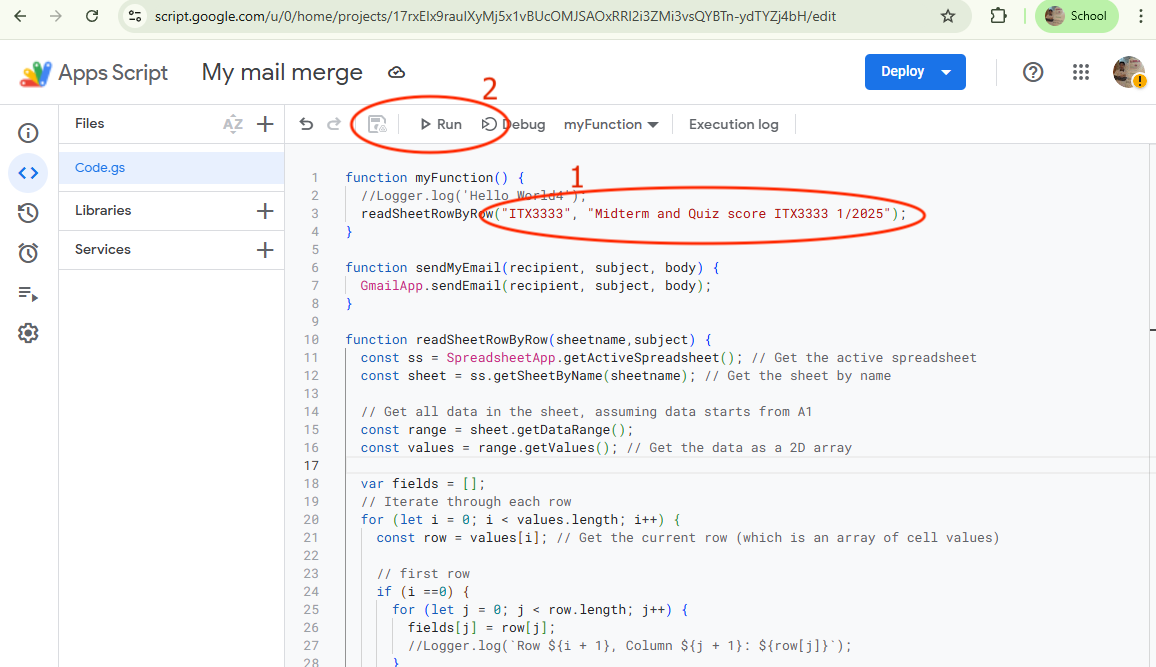 script.google.com/u/0/home/projects/17rxElx9rauIXyMj5x1vBUcOMJSAOxRRI2i3ZMi3vsQYBTn-ydTYZj4bH/edit
School
Apps Script
My mail merge
Deploy
2
Files
AZ
Run
Debug
myFunction
Execution log
Code.gs
Libraries
Services
1
1 function myFunction() {
2 //Logger.log('Hello World4');
3 readSheetRowByRow("ITX3333", "Midterm and Quiz score ITX3333 1/2025");
4 }
5
6 function sendMyEmail(recipient, subject, body) {
7 GmailApp.sendEmail(recipient, subject, body);
8 }
9
10 function readSheetRowByRow(sheetname,subject) {
11 const ss = SpreadsheetApp.getActiveSpreadsheet(); // Get the active spreadsheet
12 const sheet = ss.getSheetByName(sheetname); // Get the sheet by name
13
14 // Get all data in the sheet, assuming data starts from A1
15 const range = sheet.getDataRange();
16 const values = range.getValues(); // Get the data as a 2D array
17
18 var fields = [];
19 // Iterate through each row
20 for (let i = 0; i < values.length; i++) {
21 const row = values[i]; // Get the current row (which is an array of cell values)
22
23 // first row
24 if (i ==0) {
25 for (let j = 0; j < row.length; j++) {
26 fields[j] = row[j];
27 //Logger.log(`Row ${i + 1}, Column ${j + 1}: ${row[j]}`);
28 }